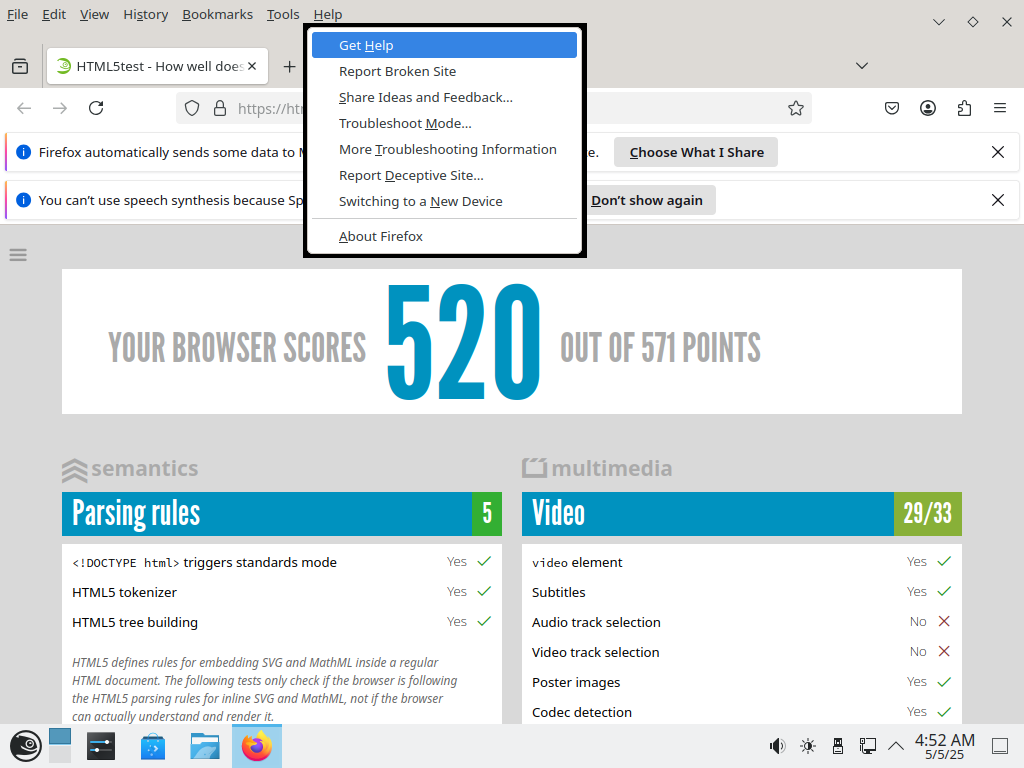 File Edit View History Bookmarks Tools Help
HTML5test - How well does
https://ht
Get Help
Report Broken Site
Share Ideas and Feedback...
Troubleshoot Mode...
More Troubleshooting Information
Report Deceptive Site...
Switching to a New Device
About Firefox
Firefox automatically sends some data to
Choose What I Share
You can’t use speech synthesis because Sp
Don’t show again
YOUR BROWSER SCORES 520 OUT OF 571 POINTS
semantics
Parsing rules 5
<!DOCTYPE html> triggers standards mode Yes
HTML5 tokenizer Yes
HTML5 tree building Yes
HTML5 defines rules for embedding SVG and MathML inside a regular
HTML document. The following tests only check if the browser is following
the HTML5 parsing rules for inline SVG and MathML, not if the browser
can actually understand and render it.
multimedia
Video 29/33
video element Yes
Subtitles Yes
Audio track selection No
Video track selection No
Poster images Yes
Codec detection Yes
4:52 AM
5/5/25